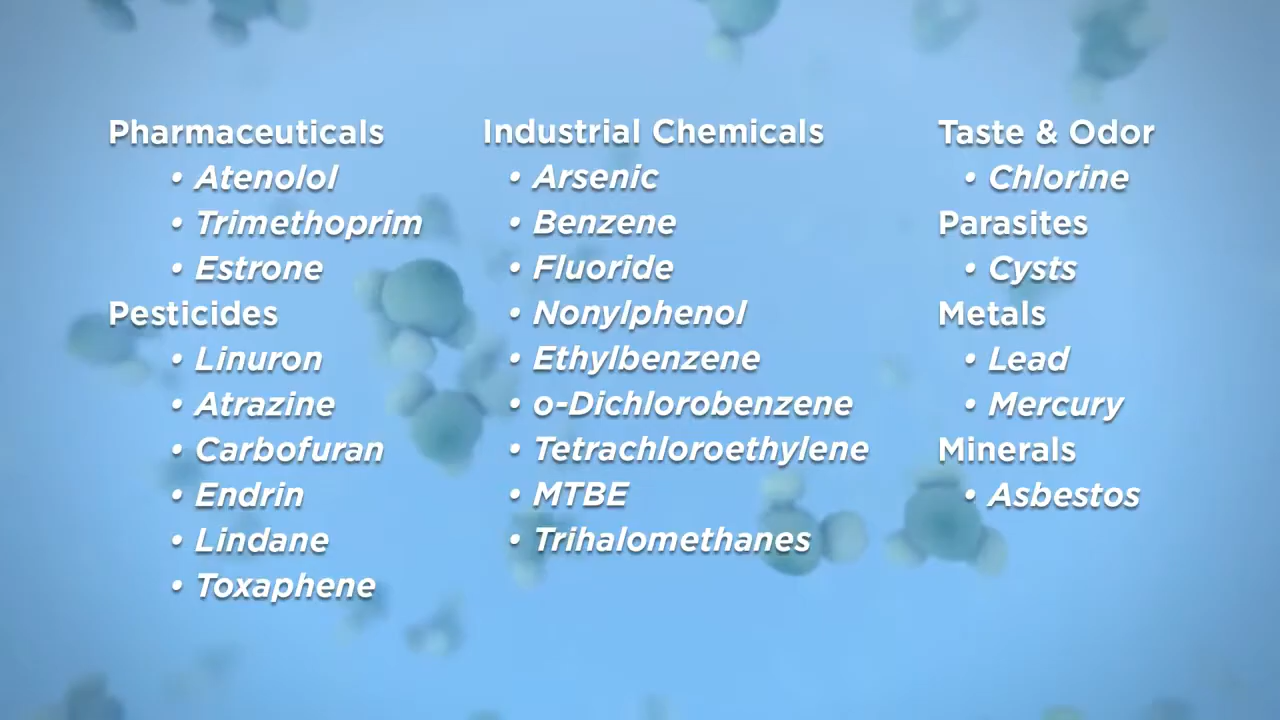 Pharmaceuticals
• Atenolol
• Trimethoprim
• Estrone
Pesticides
• Linuron
• Atrazine
• Carbofuran
• Endrin
• Lindane
• Toxaphene
Industrial Chemicals
• Arsenic
• Benzene
• Fluoride
• Nonylphenol
• Ethylbenzene
• o-Dichlorobenzene
• Tetrachloroethylene
• MTBE
• Trihalomethanes
Taste & Odor
• Chlorine
Parasites
• Cysts
Metals
• Lead
• Mercury
Minerals
• Asbestos